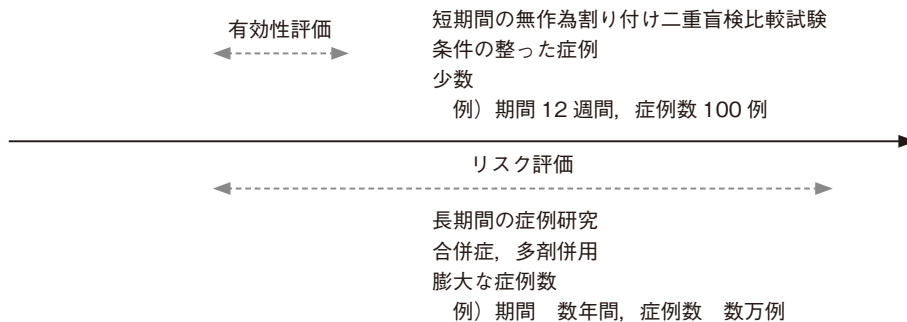 有効性評価
短期間の無作為割り付け二重盲検比較試験
条件の整った症例
少数
例）期間 12 週間，症例数 100 例
リスク評価
長期間の症例研究
合併症，多剤併用
膨大な症例数
例）期間　数年間，症例数　数万例